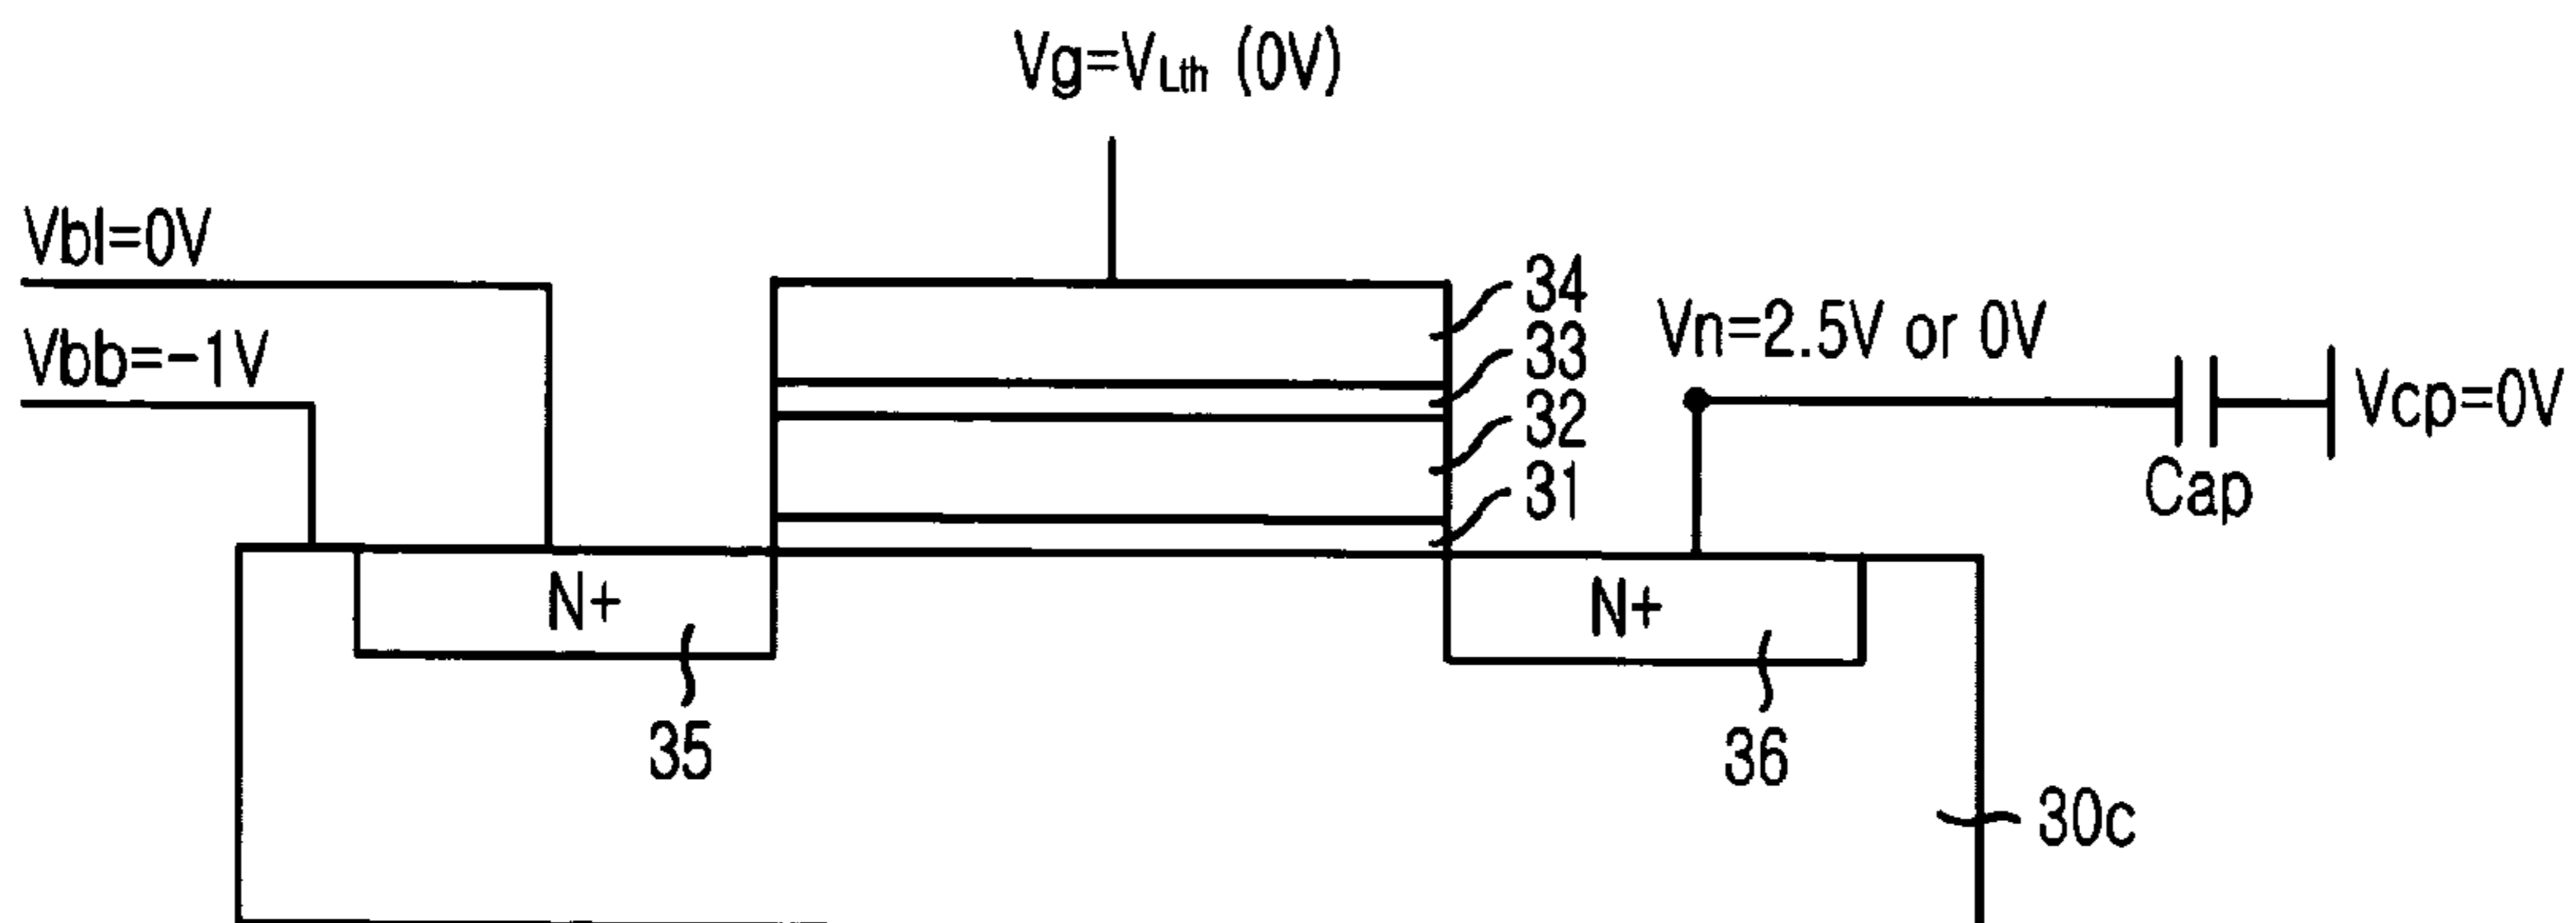 Vg=VLth (0V)
Vbl=0V
Vbb=-1V
34
33
32
31
Vn=2.5V or 0V
Vcp=0V
Cap
N+
N+
35
36
30c